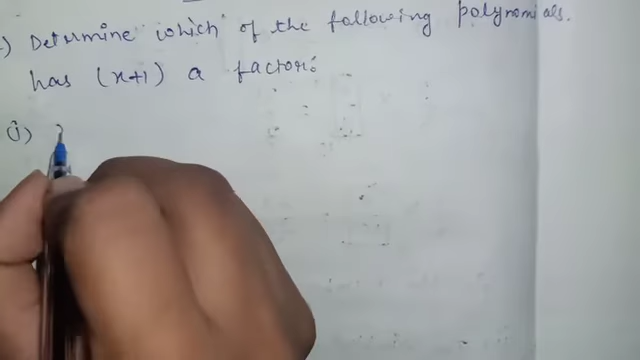 ) Determine which of the following polynomials.
has (x+1) a factor:
(i)